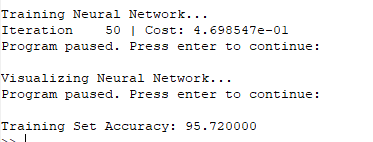 Training Neural Network...
Iteration    50 | Cost: 4.698547e-01
Program paused. Press enter to continue:
Visualizing Neural Network...
Program paused. Press enter to continue:
Training Set Accuracy: 95.720000
>>